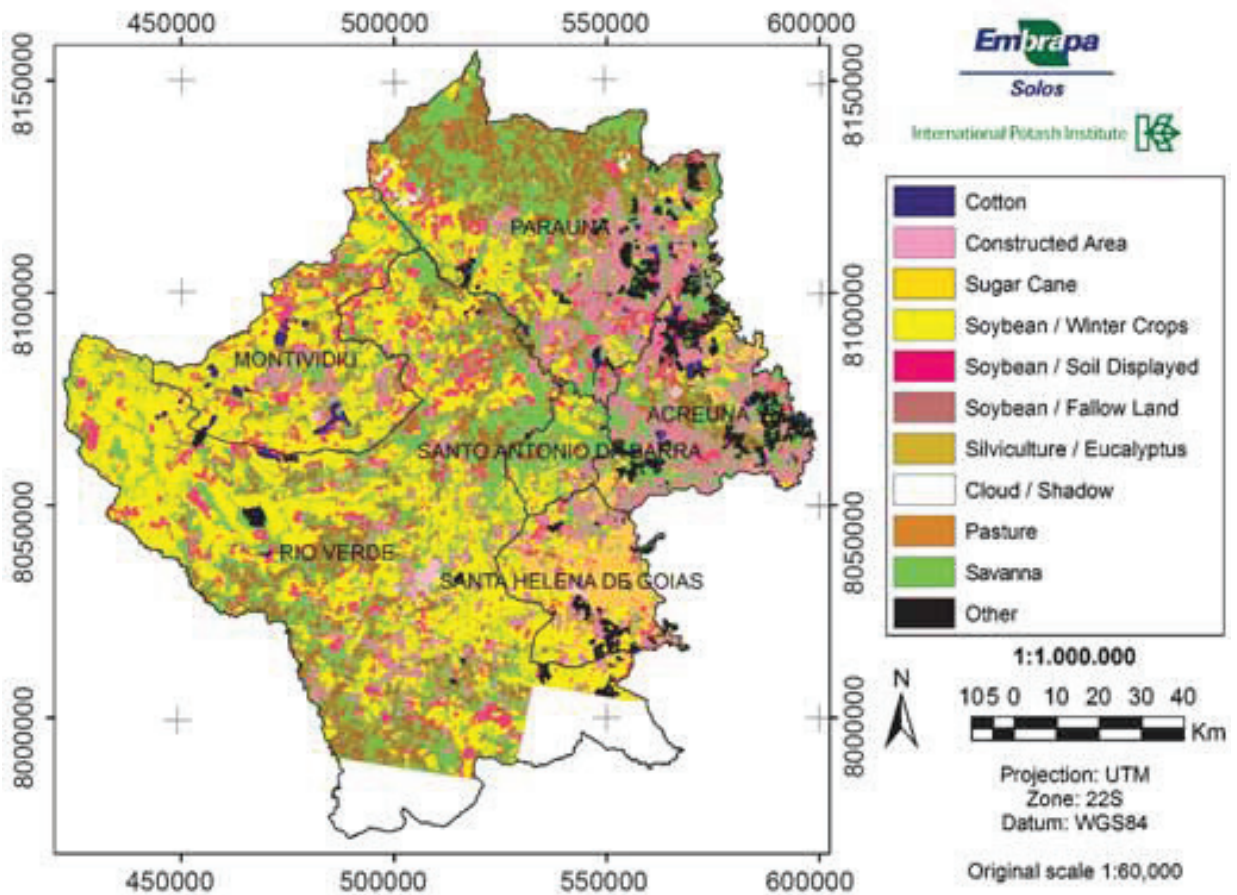 450000 500000 550000 600000
8150000
8100000
8050000
8000000
PARAUNA
MONTIVIDIU
ACREUNA
SANTO ANTONIO DE BARRA
RIO VERDE
SANTA HELENA DE GOIAS
8150000
8100000
8050000
8000000
450000 500000 550000 600000
Embrapa
Solos
International Potash Institute
Cotton
Constructed Area
Sugar Cane
Soybean / Winter Crops
Soybean / Soil Displayed
Soybean / Fallow Land
Silviculture / Eucalyptus
Cloud / Shadow
Pasture
Savanna
Other
1:1.000.000
N
105 0 10 20 30 40
Km
Projection: UTM
Zone: 22S
Datum: WGS84
Original scale 1:60,000